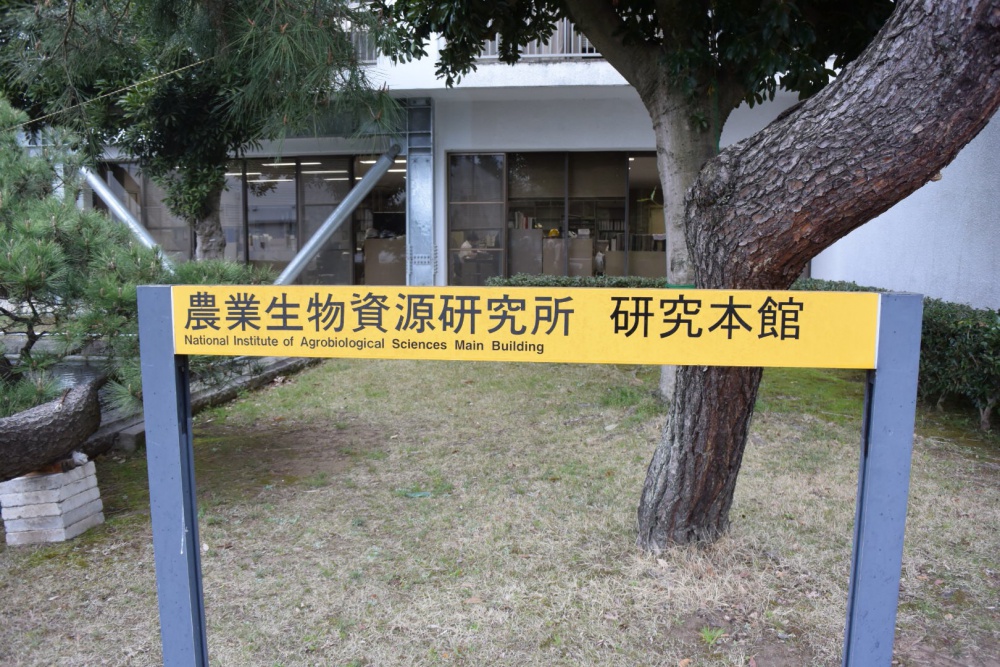 農業生物資源研究所 研究本館
National Institute of Agrobiological Sciences Main Building